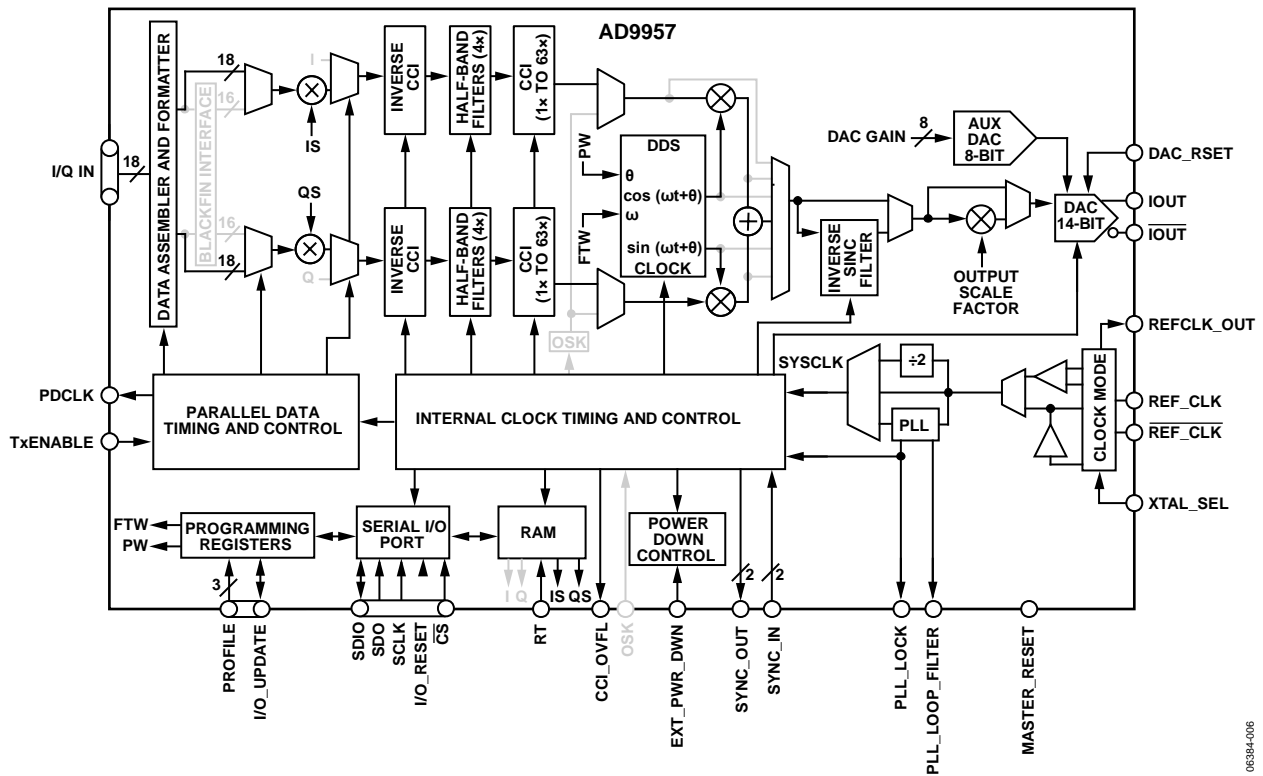 AD9957
I/Q IN
18
DATA ASSEMBLER AND FORMATTER
BLACKFIN INTERFACE
18
16
16
18
IS
QS
I
Q
INVERSE
CCI
HALF-BAND
FILTERS (4×)
CCI
(1× TO 63×)
INVERSE
CCI
HALF-BAND
FILTERS (4×)
CCI
(1× TO 63×)
OSK
PW
FTW
DDS
θ
cos (ωt+θ)
ω
sin (ωt+θ)
CLOCK
INVERSE
SINC
FILTER
OUTPUT
SCALE
FACTOR
DAC GAIN
8
AUX
DAC
8-BIT
DAC
14-BIT
DAC_RSET
IOUT
IOUT
REFCLK_OUT
REF_CLK
REF_CLK
XTAL_SEL
CLOCK MODE
SYSCLK
÷2
PLL
PDCLK
TxENABLE
PARALLEL DATA
TIMING AND CONTROL
INTERNAL CLOCK TIMING AND CONTROL
FTW
PW
PROGRAMMING
REGISTERS
SERIAL I/O
PORT
RAM
POWER
DOWN
CONTROL
3
I
Q
IS
QS
2
2
PROFILE
I/O_UPDATE
SDIO
SDO
SCLK
I/O_RESET
CS
RT
CCI_OVFL
OSK
EXT_PWR_DWN
SYNC_OUT
SYNC_IN
PLL_LOCK
PLL_LOOP_FILTER
MASTER_RESET
06384-006